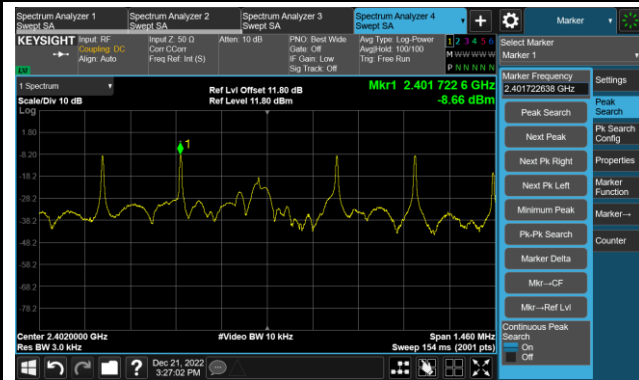 Spectrum Analyzer 1
Swept SA
Spectrum Analyzer 2
Swept SA
Spectrum Analyzer 3
Swept SA
Spectrum Analyzer 4
Swept SA
+
Marker
KEYSIGHT
Input: RF
Coupling: DC
Align: Auto
Input Z: 50 Ω
Corr CCorr
Freq Ref: Int (S)
Atten: 10 dB
PNO: Best Wide
Gate: Off
IF Gain: Low
Sig Track: Off
Avg Type: Log-Power
Avg|Hold: 100/100
Trig: Free Run
1 2 3 4 5 6
M W W W W W
P N N N N N
Select Marker
Marker 1
1 Spectrum
Scale/Div 10 dB
Log
Ref Lvl Offset 11.80 dB
Ref Level 11.80 dBm
Mkr1 2.401 722 6 GHz
-8.66 dBm
1.80
-8.20
-18.2
-28.2
-38.2
-48.2
-58.2
-68.2
-78.2
1
Center 2.4020000 GHz
Res BW 3.0 kHz
#Video BW 10 kHz
Span 1.460 MHz
Sweep 154 ms (2001 pts)
Marker Frequency
2.401722638 GHz
Peak Search
Next Peak
Next Pk Right
Next Pk Left
Minimum Peak
Pk-Pk Search
Marker Delta
Mkr→CF
Mkr→Ref Lvl
Continuous Peak
Search
On
Off
Settings
Peak
Search
Pk Search
Config
Properties
Marker
Function
Marker→
Counter
?
Dec 21, 2022
3:27:02 PM